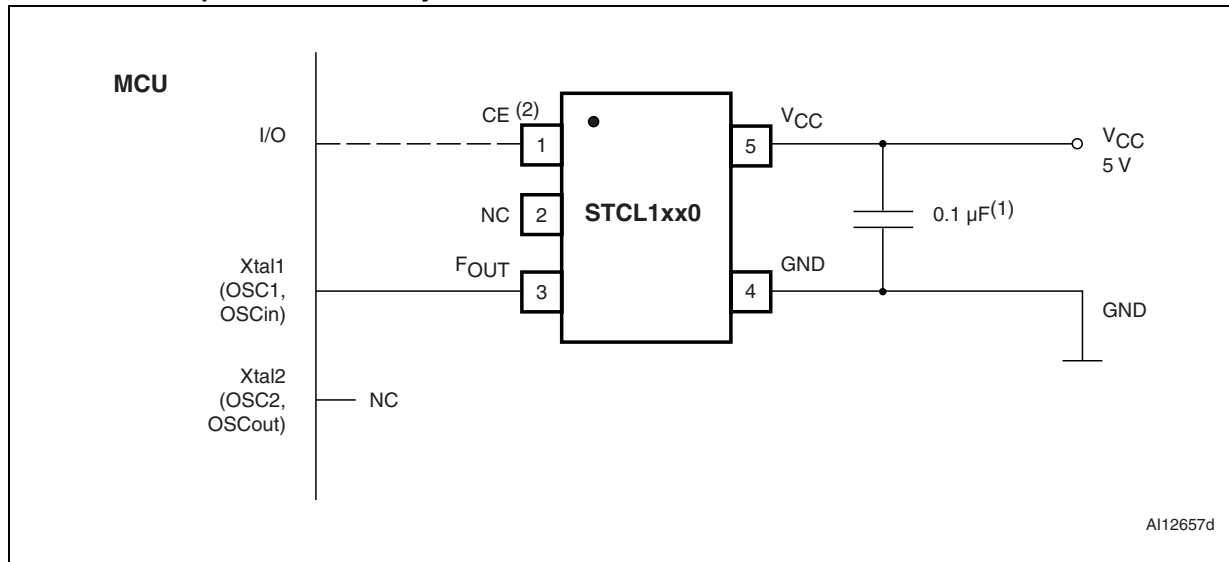 MCU
I/O
CE (2)
1
NC
2
Xtal1
(OSC1,
OSCin)
FOUT
3
Xtal2
(OSC2,
OSCout)
NC
STCL1xx0
VCC
5
GND
4
0.1 µF(1)
VCC
5 V
GND
AI12657d